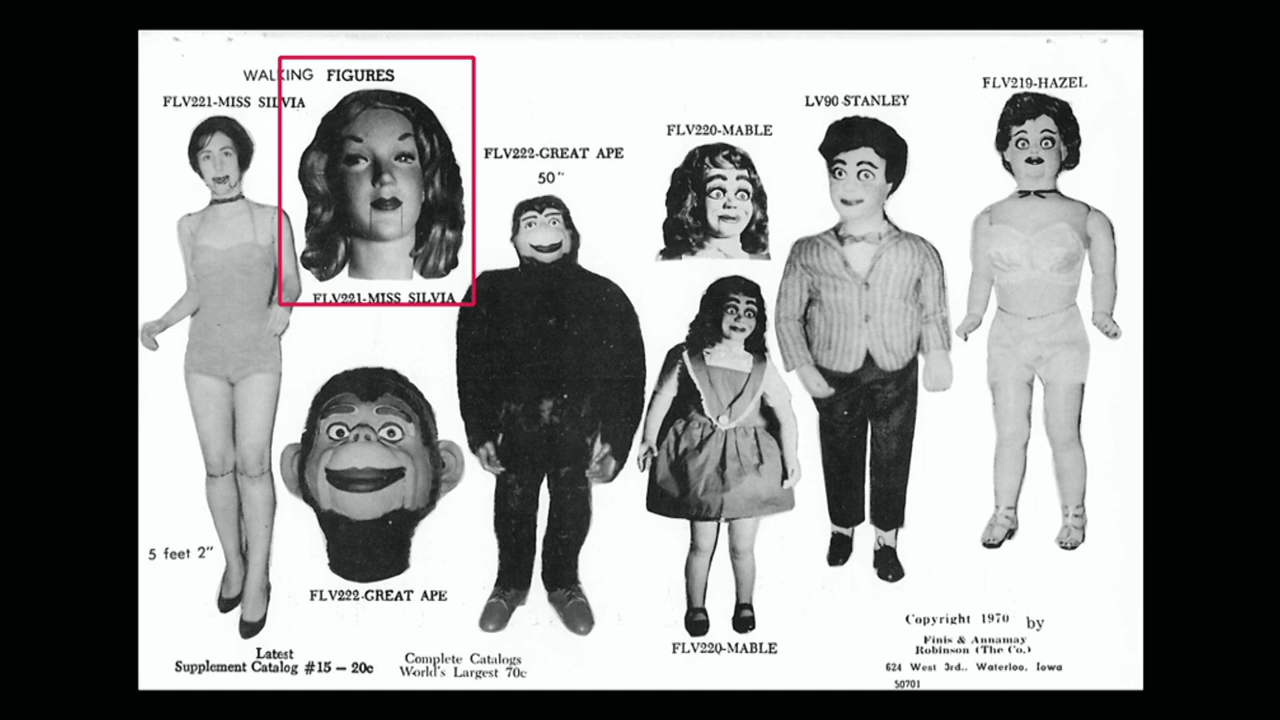 WALKING FIGURES
FLV221-MISS SILVIA
FLV221-MISS SILVIA
FLV222-GREAT APE
50"
FLV220-MABLE
LV90 STANLEY
FLV219-HAZEL
5 feet 2"
FLV222-GREAT APE
FLV220-MABLE
Latest
Supplement Catalog #15 — 20c
Complete Catalogs
World's Largest 70c
Copyright 1970 by
Finis & Annamay
Robinson (The Co.)
624 West 3rd., Waterloo, Iowa
50701